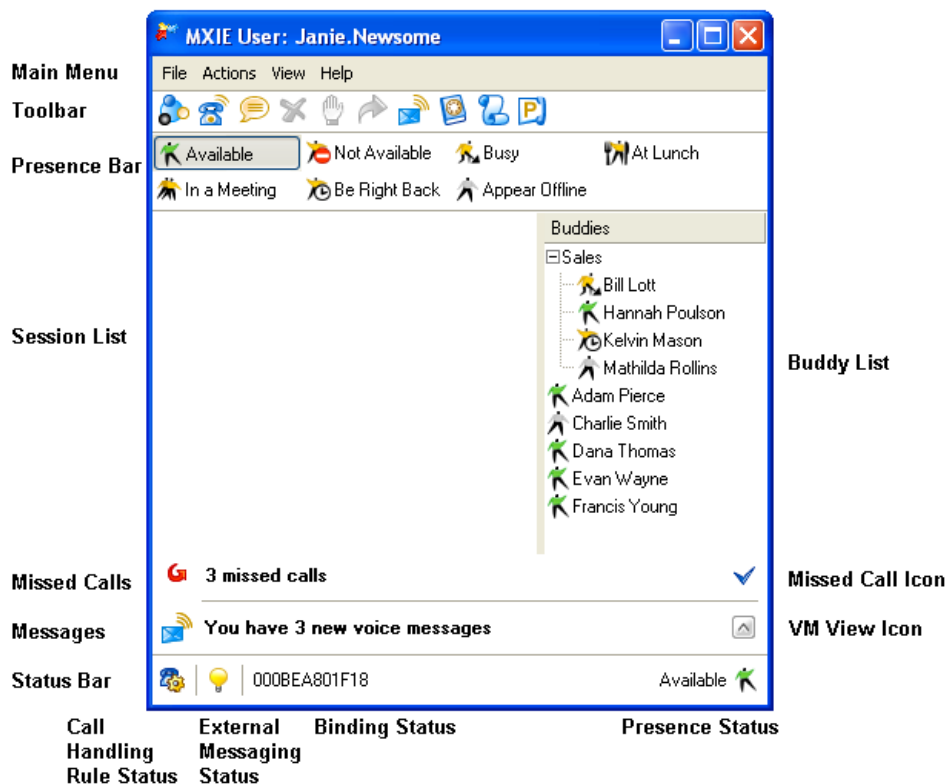 MXIE User: Janie.Newsome
Main Menu
File Actions View Help
Toolbar
P
Presence Bar
Available Not Available Busy At Lunch
In a Meeting Be Right Back Appear Offline
Buddies
Sales
Bill Lott
Hannah Poulson
Session List
Kelvin Mason
Buddy List
Mathilda Rollins
Adam Pierce
Charlie Smith
Dana Thomas
Evan Wayne
Francis Young
Missed Calls
3 missed calls
Missed Call Icon
Messages
You have 3 new voice messages
VM View Icon
Status Bar
000BEA801F18
Available
Call Handling Rule Status
External Messaging Status
Binding Status
Presence Status